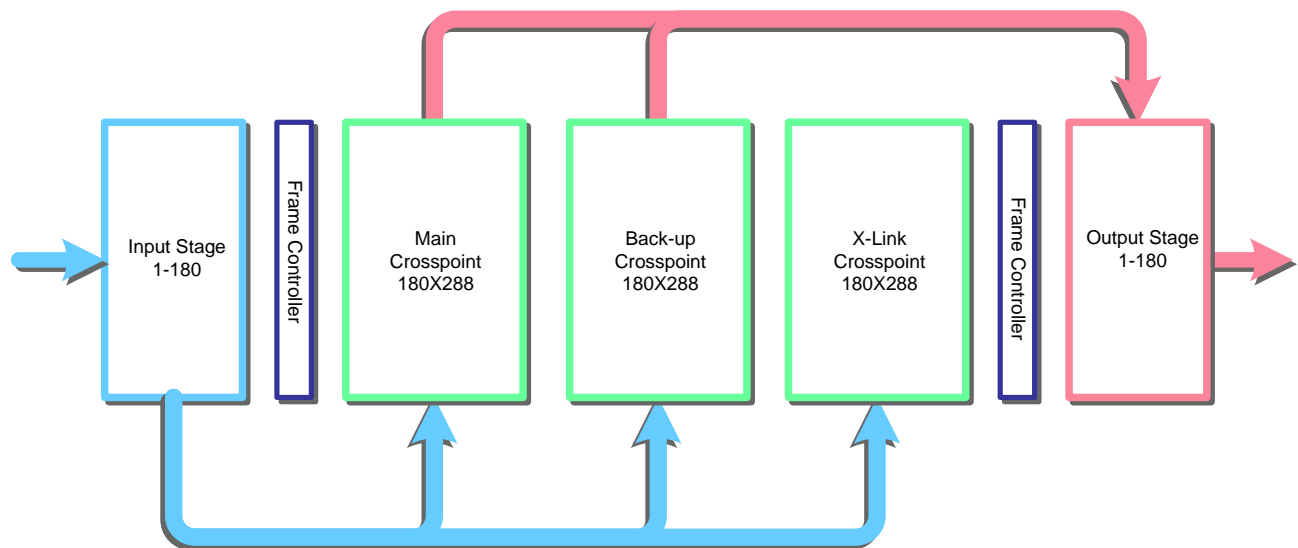 Input Stage
1-180
Frame Controller
Main
Crosspoint
180X288
Back-up
Crosspoint
180X288
X-Link
Crosspoint
180X288
Frame Controller
Output Stage
1-180